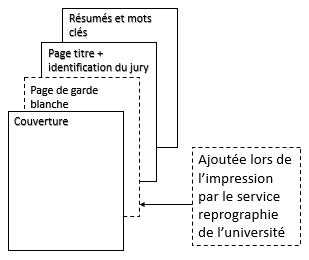 Résumés et mots
clés
Page titre +
identification du jury
Page de garde
blanche
Couverture
Ajoutée lors de
l’impression
par le service
reprographie
de l’université